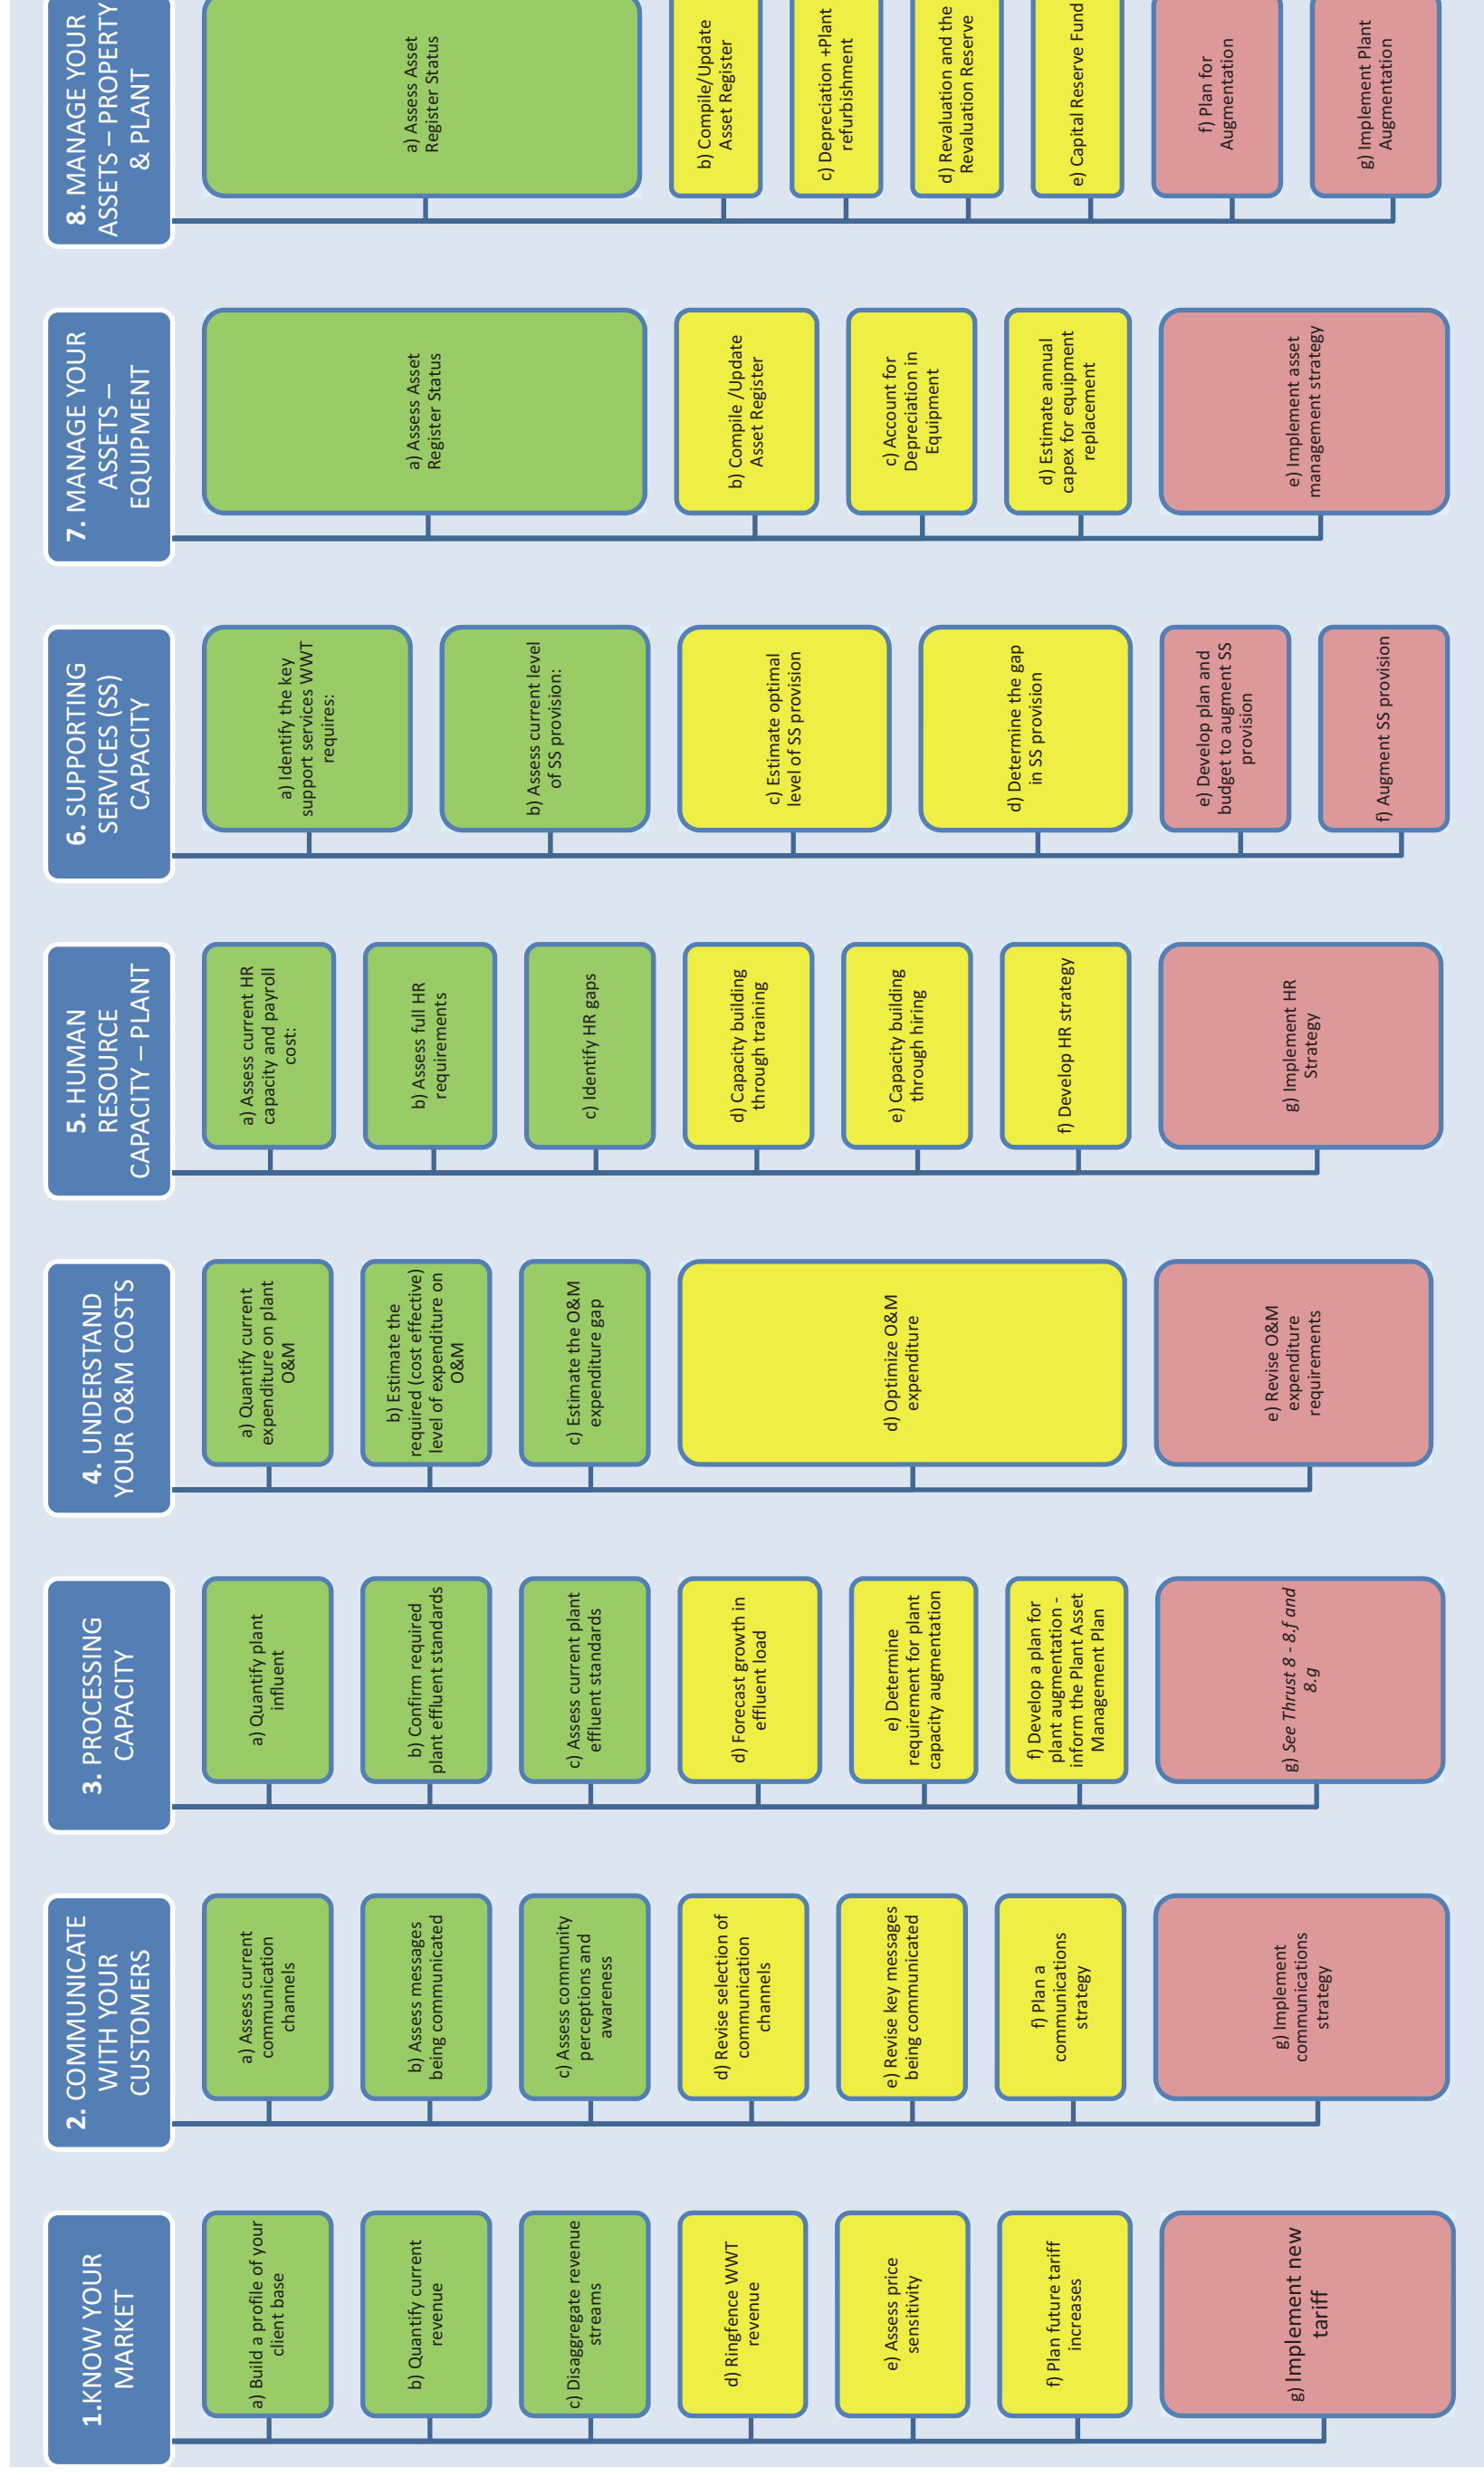 1.KNOW YOUR
MARKET
a) Build a profile of your
client base
b) Quantify current
revenue
c) Disaggregate revenue
streams
d) Ringfence WWT
revenue
e) Assess price
sensitivity
f) Plan future tariff
increases
g) Implement new
tariff
2. COMMUNICATE
WITH YOUR
CUSTOMERS
a) Assess current
communication
channels
b) Assess messages
being communicated
c) Assess community
perceptions and
awareness
d) Revise selection of
communication
channels
e) Revise key messages
being communicated
f) Plan a
communications
strategy
g) Implement
communications
strategy
3. PROCESSING
CAPACITY
a) Quantify plant
influent
b) Confirm required
plant effluent standards
c) Assess current plant
effluent standards
d) Forecast growth in
effluent load
e) Determine
requirement for plant
capacity augmentation
f) Develop a plan for
plant augmentation -
inform the Plant Asset
Management Plan
g) See Thrust 8 - 8.f and
8.g
4. UNDERSTAND
YOUR O&M COSTS
a) Quantify current
expenditure on plant
O&M
b) Estimate the
required (cost effective)
level of expenditure on
O&M
c) Estimate the O&M
expenditure gap
d) Optimize O&M
expenditure
e) Revise O&M
expenditure
requirements
5. HUMAN
RESOURCE
CAPACITY – PLANT
a) Assess current HR
capacity and payroll
cost:
b) Assess full HR
requirements
c) Identify HR gaps
d) Capacity building
through training
e) Capacity building
through hiring
f) Develop HR strategy
g) Implement HR
Strategy
6. SUPPORTING
SERVICES (SS)
CAPACITY
a) Identify the key
support services WWT
requires:
b) Assess current level
of SS provision:
c) Estimate optimal
level of SS provision
d) Determine the gap
in SS provision
e) Develop plan and
budget to augment SS
provision
f) Augment SS provision
7. MANAGE YOUR
ASSETS –
EQUIPMENT
a) Assess Asset
Register Status
b) Compile /Update
Asset Register
c) Account for
Depreciation in
Equipment
d) Estimate annual
capex for equipment
replacement
e) Implement asset
management strategy
8. MANAGE YOUR
ASSETS – PROPERTY
& PLANT
a) Assess Asset
Register Status
b) Compile/Update
Asset Register
c) Depreciation +Plant
refurbishment
d) Revaluation and the
Revaluation Reserve
e) Capital Reserve Fund
f) Plan for
Augmentation
g) Implement Plant
Augmentation